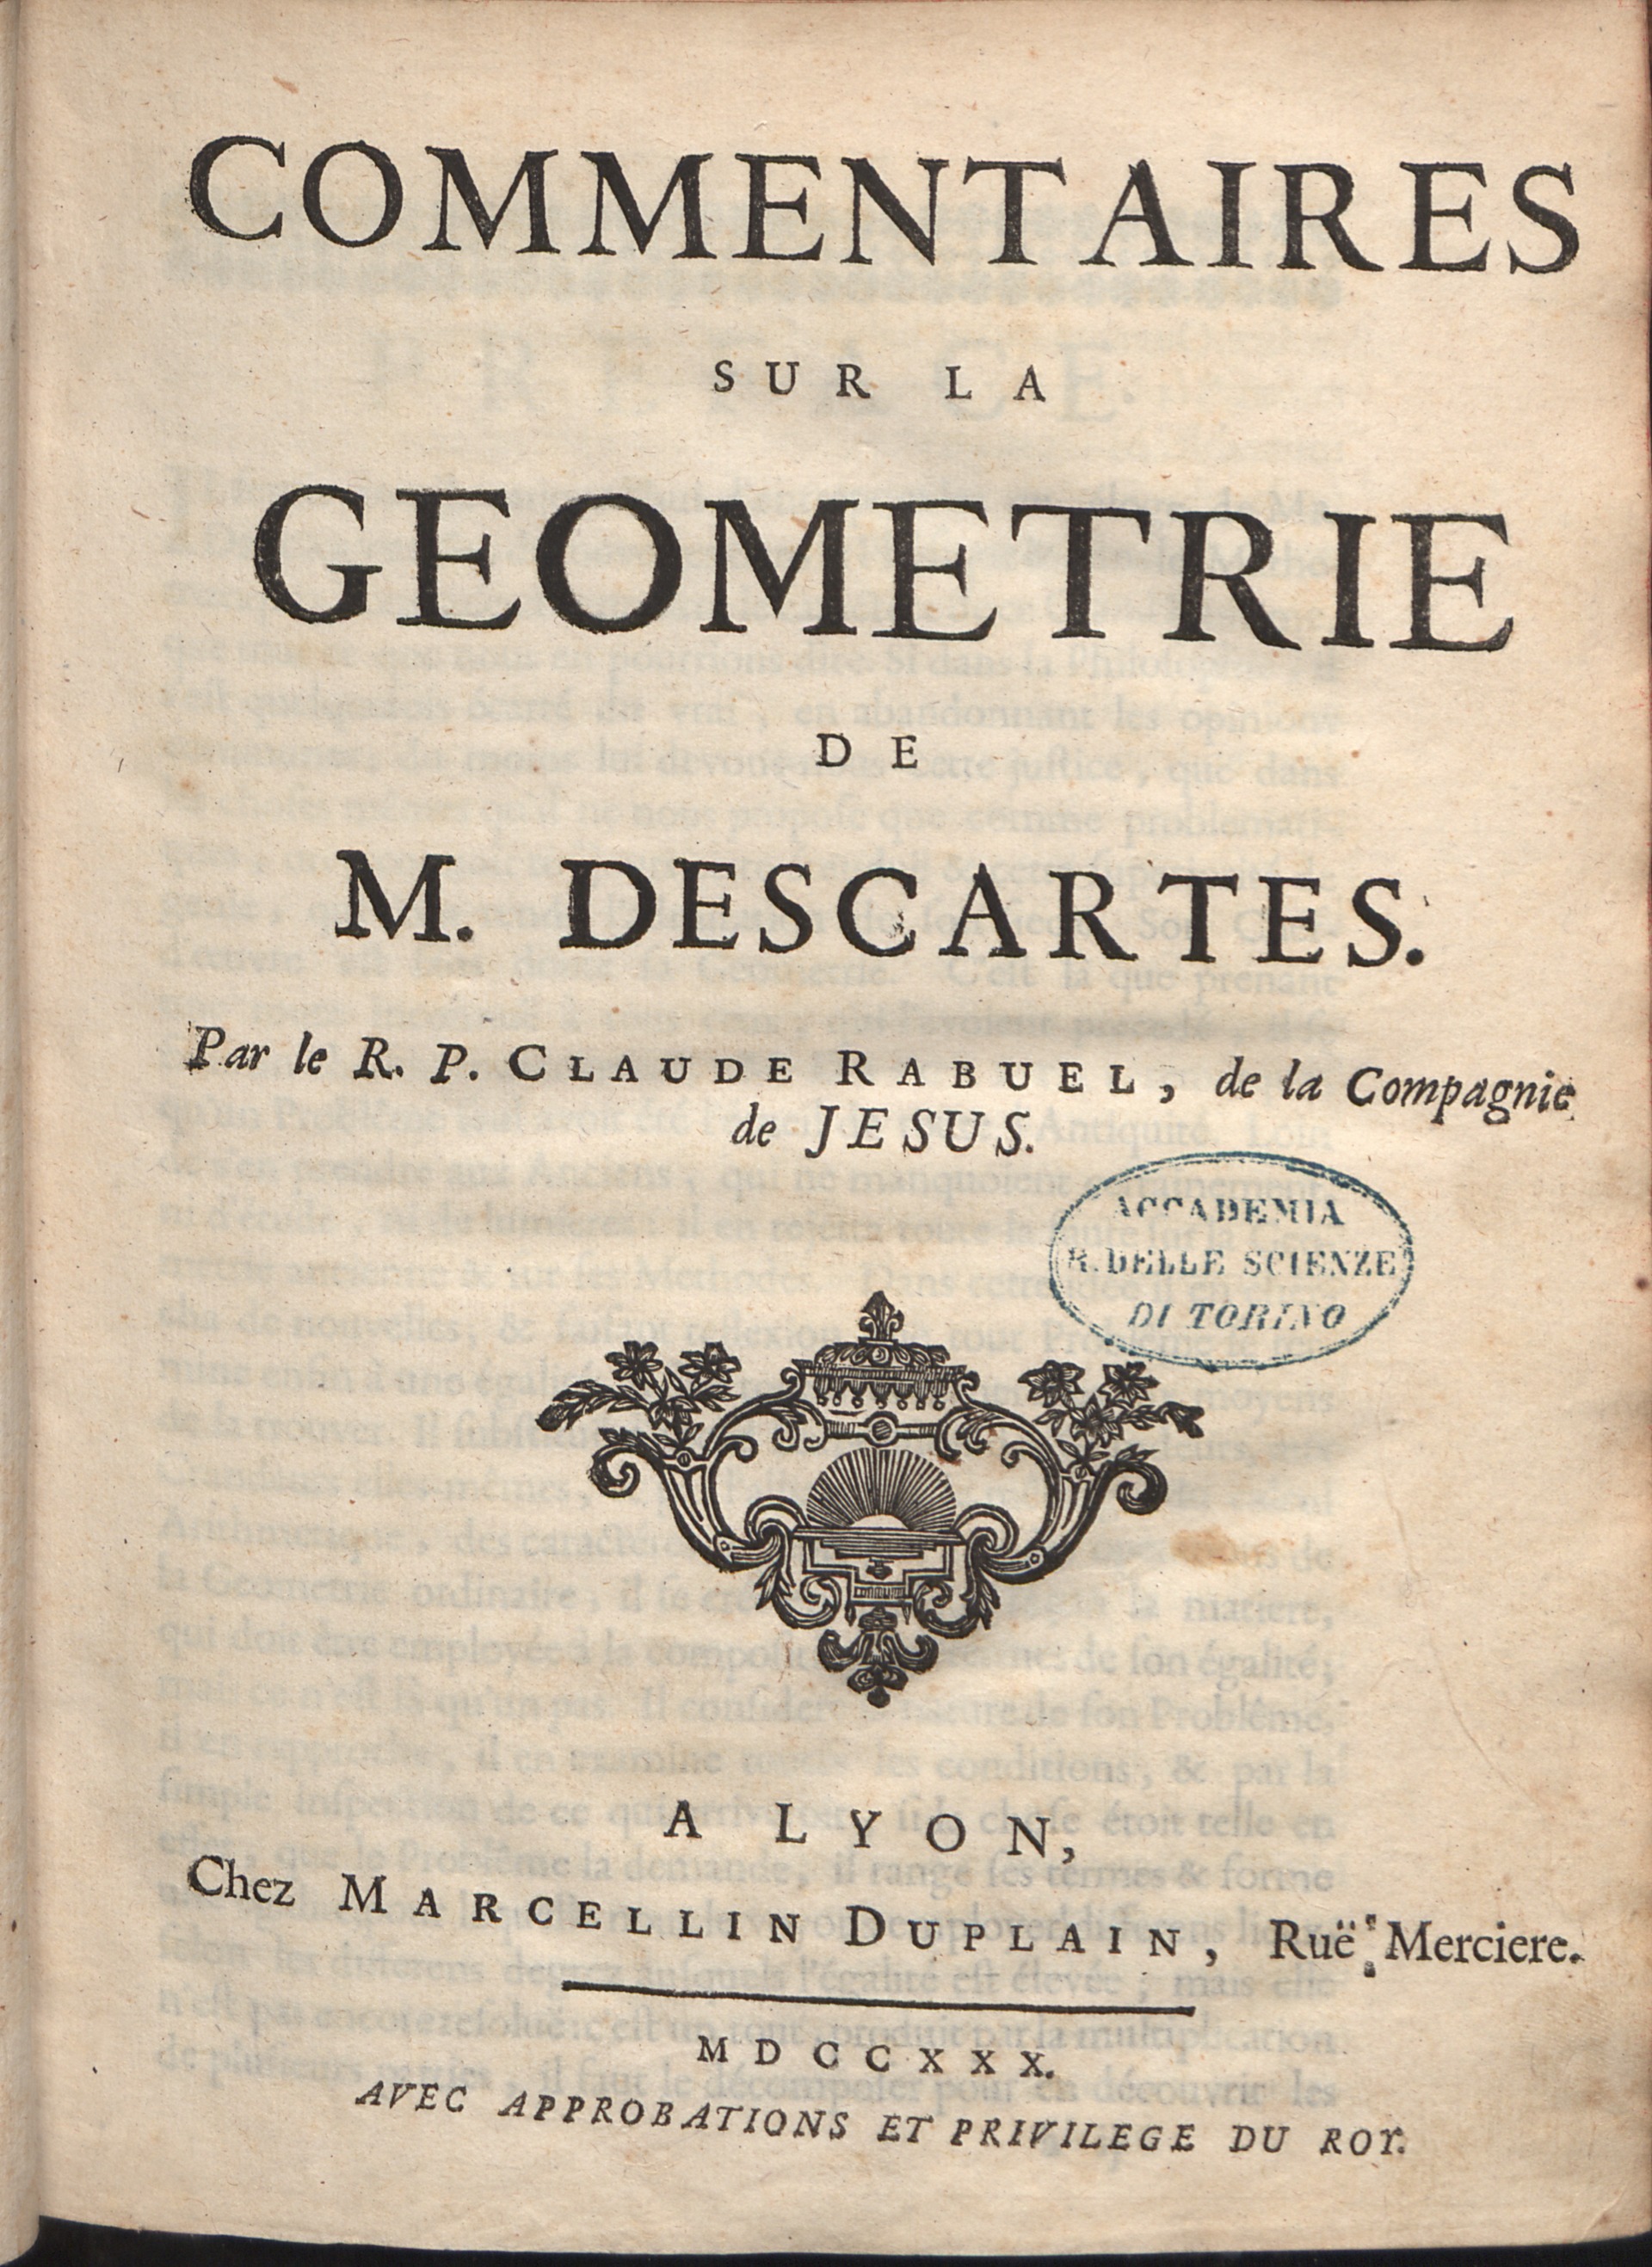 COMMENTAIRES
SUR LA
GEOMETRIE
DE
M. DESCARTES.
Par le R. P. CLAUDE RABUEL, de la Compagnie
de JESUS.
ACCADEMIA
R. DELLE SCIENZE
DI TORINO
A LYON,
Chez MARCELLIN DUPLAIN, Ruë Merciere.
MDCCXXX.
AVEC APPROBATIONS ET PRIVILEGE DU ROY.